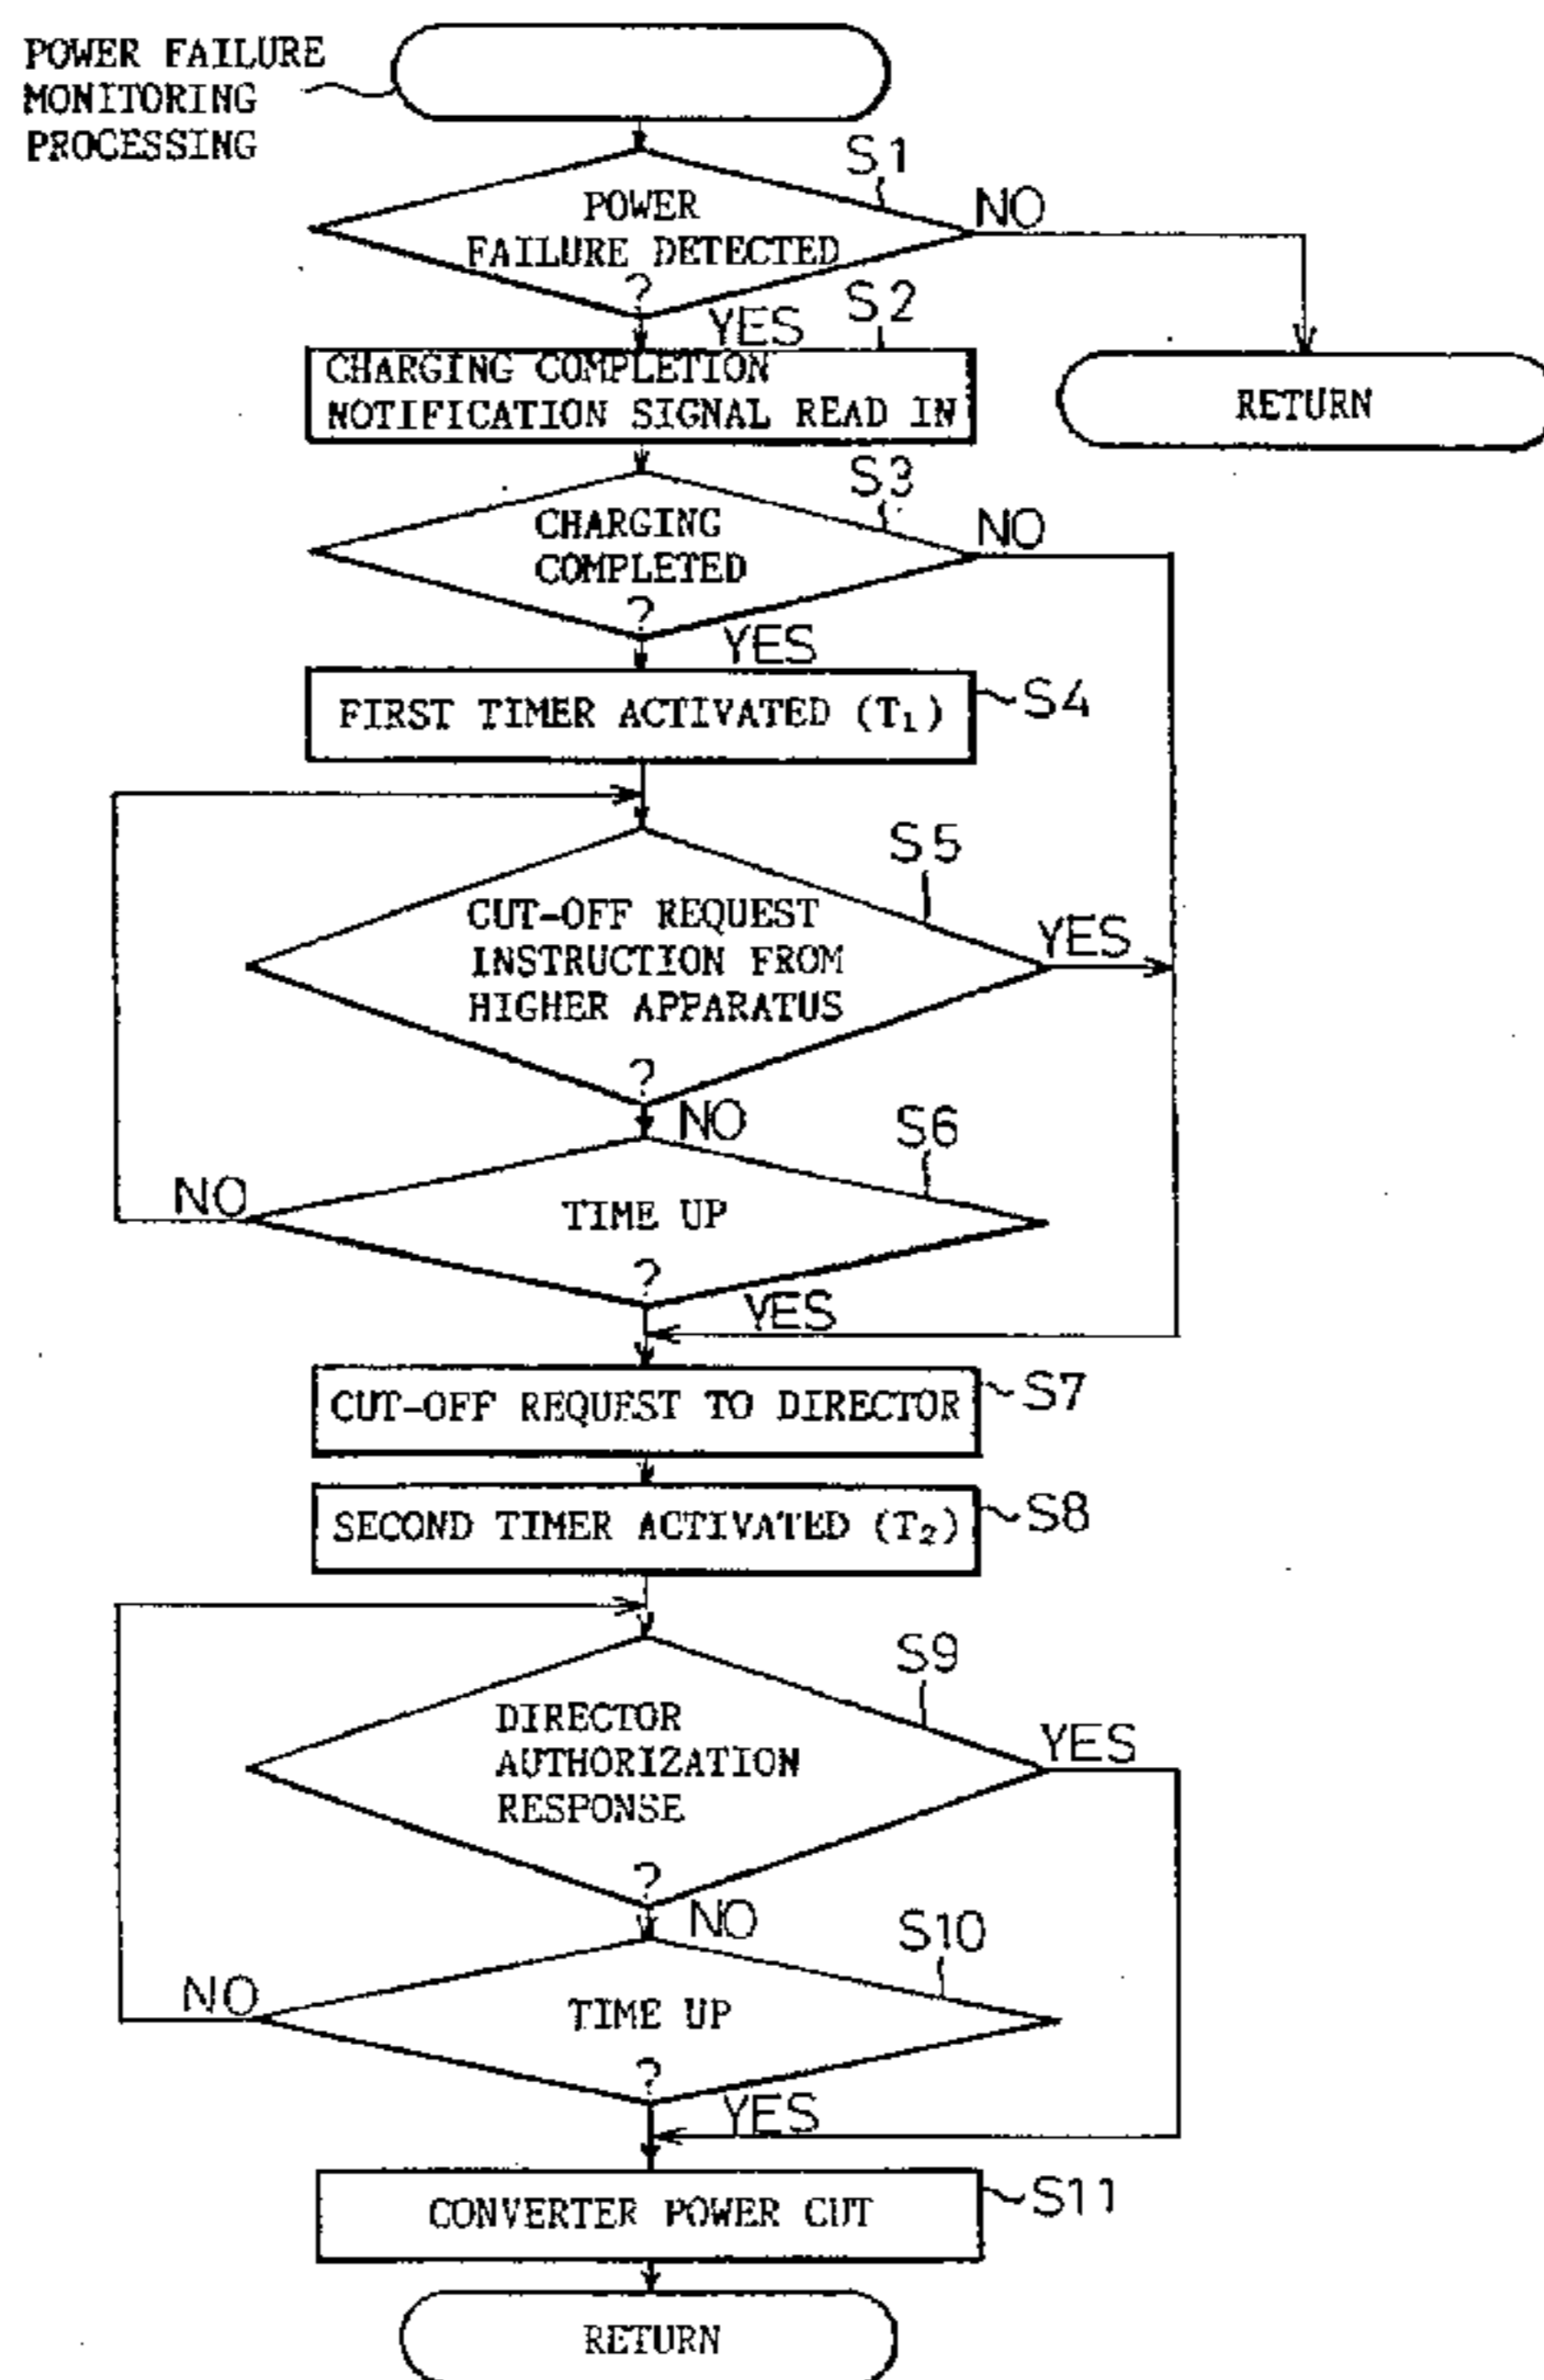 POWER FAILURE
MONITORING
PROCESSING
S1
POWER
FAILURE DETECTED
?
NO
YES
S2
CHARGING COMPLETION
NOTIFICATION SIGNAL READ IN
RETURN
S3
CHARGING
COMPLETED
?
NO
YES
FIRST TIMER ACTIVATED (T₁)
S4
S5
CUT-OFF REQUEST
INSTRUCTION FROM
HIGHER APPARATUS
?
YES
NO
S6
TIME UP
?
NO
YES
CUT-OFF REQUEST TO DIRECTOR
S7
SECOND TIMER ACTIVATED (T₂)
S8
S9
DIRECTOR
AUTHORIZATION
RESPONSE
?
YES
NO
S10
TIME UP
?
NO
YES
CONVERTER POWER CUT
S11
RETURN